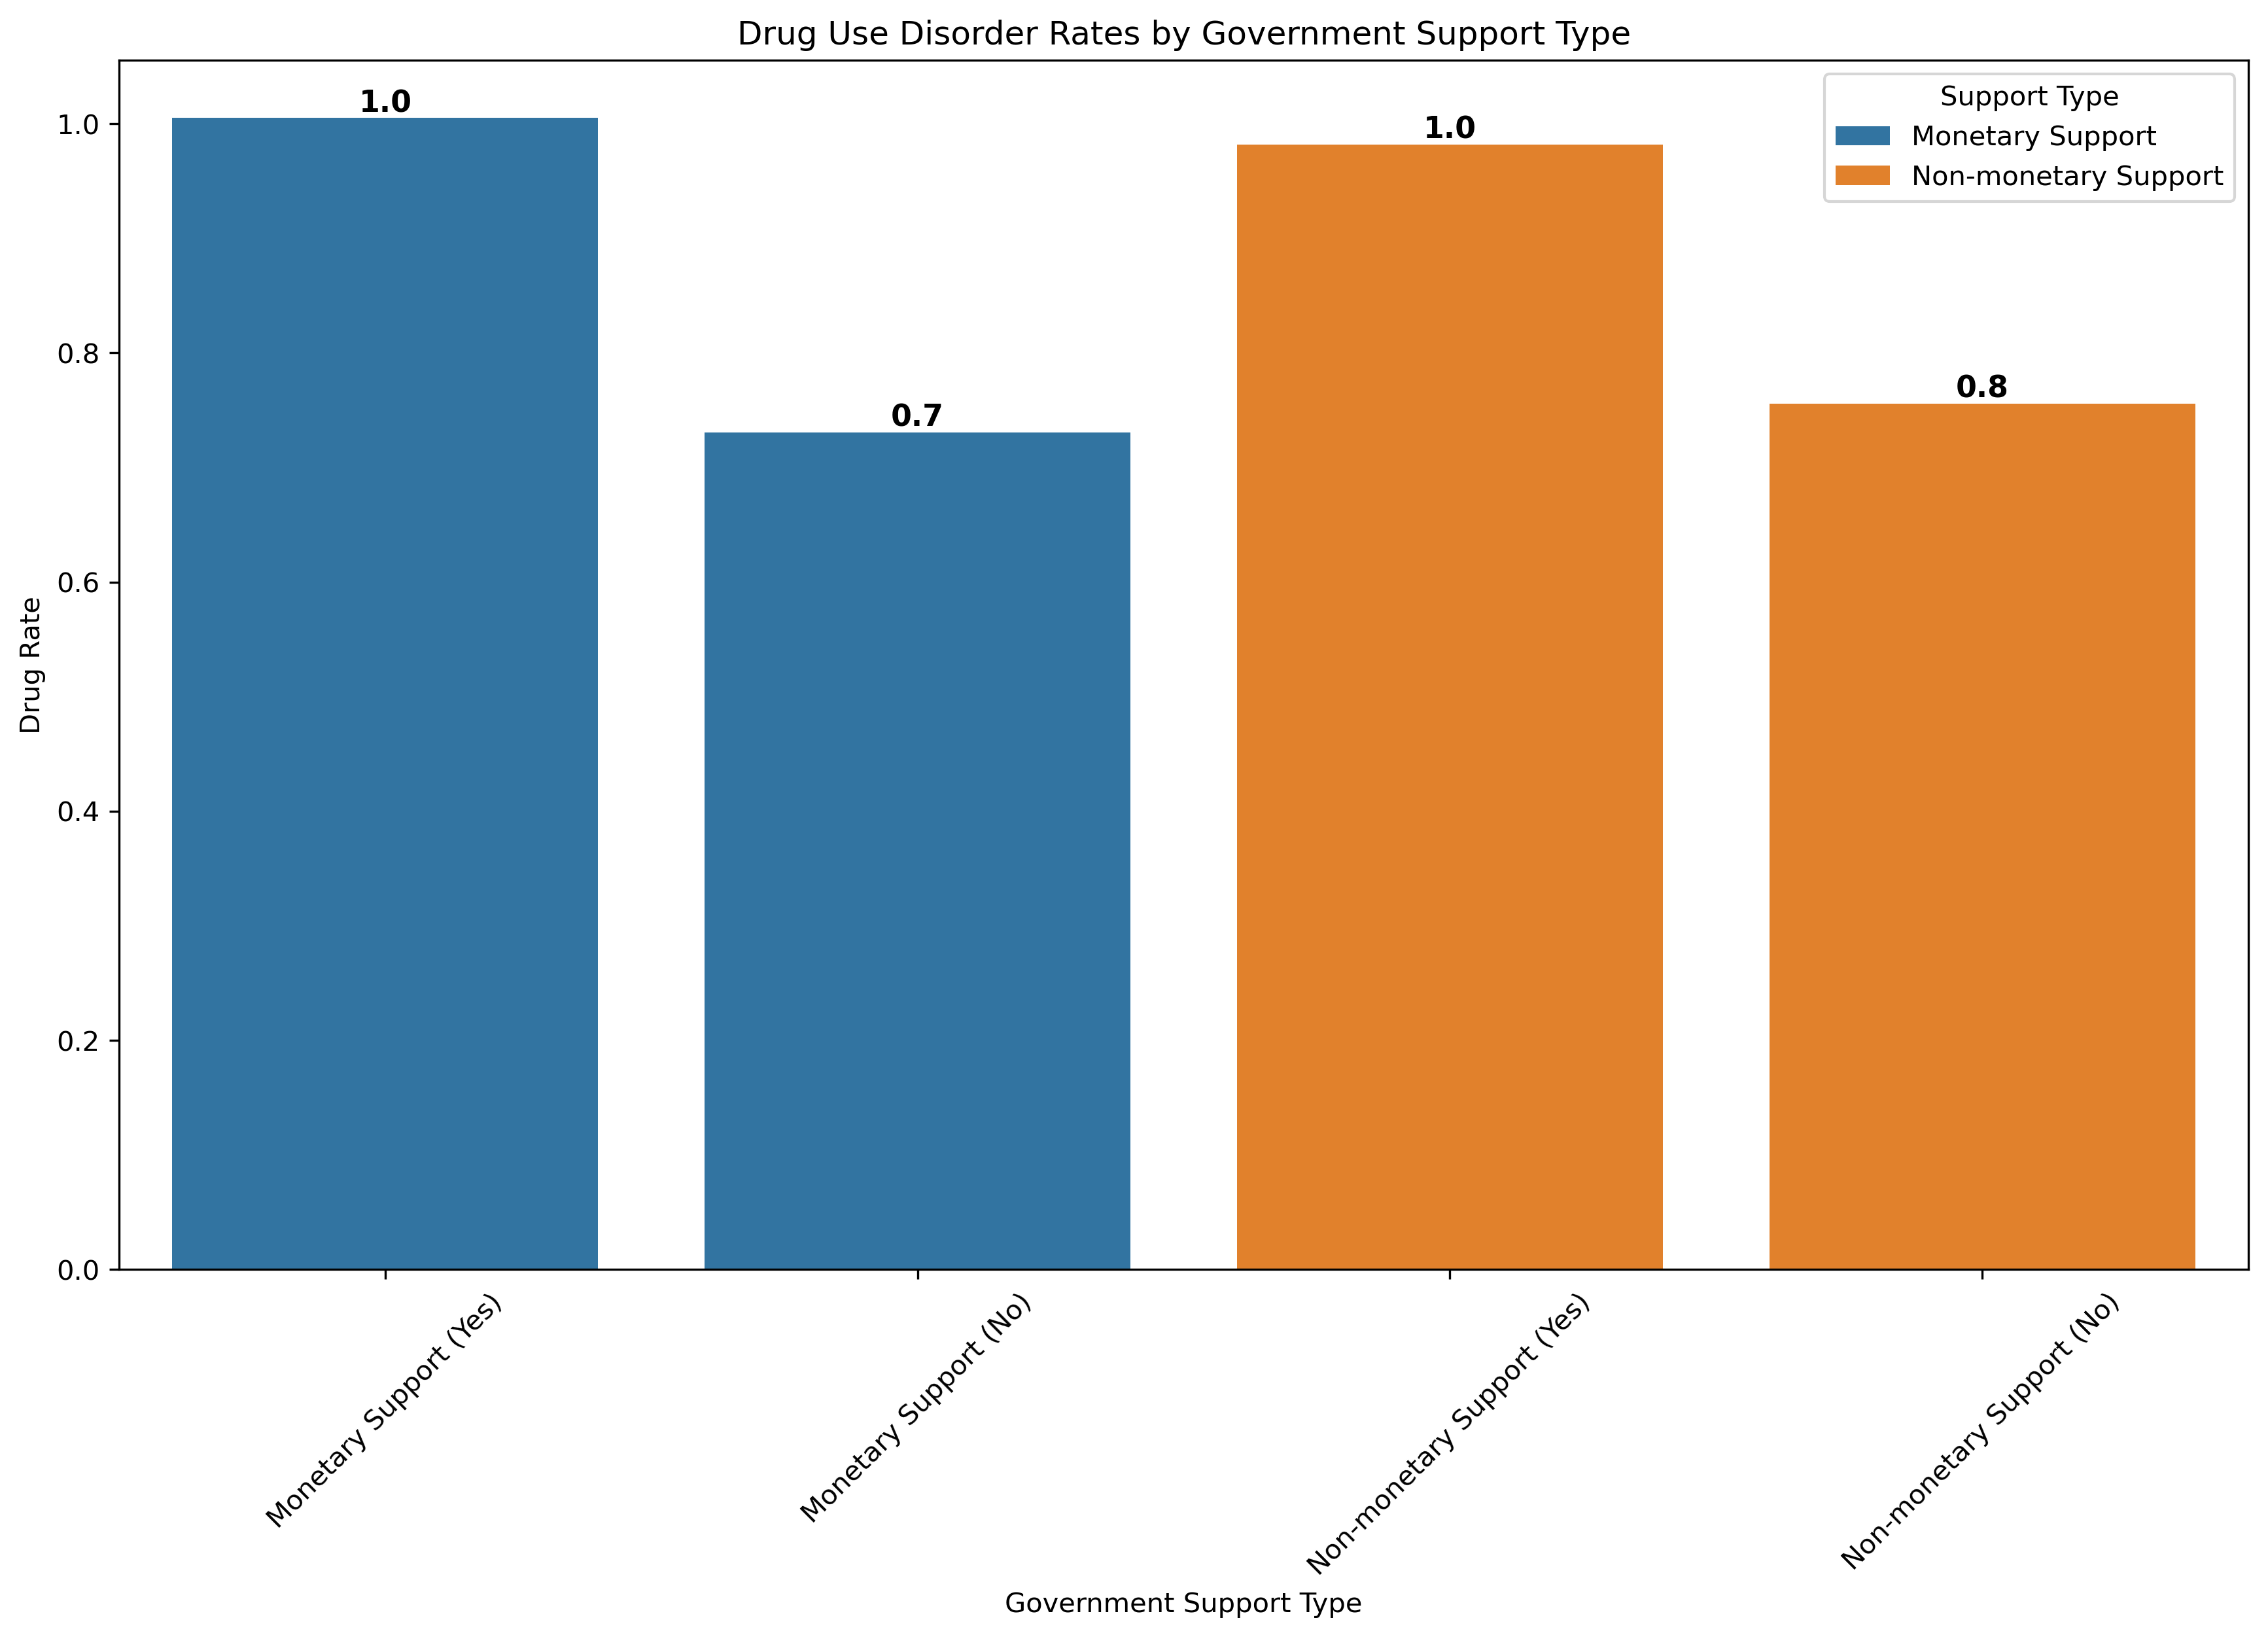 Drug Use Disorder Rates by Government Support Type
Support Type
Monetary Support
Non-monetary Support
1.0
0.7
1.0
0.8
Drug Rate
1.0
0.8
0.6
0.4
0.2
0.0
Monetary Support (Yes)
Monetary Support (No)
Non-monetary Support (Yes)
Non-monetary Support (No)
Government Support Type